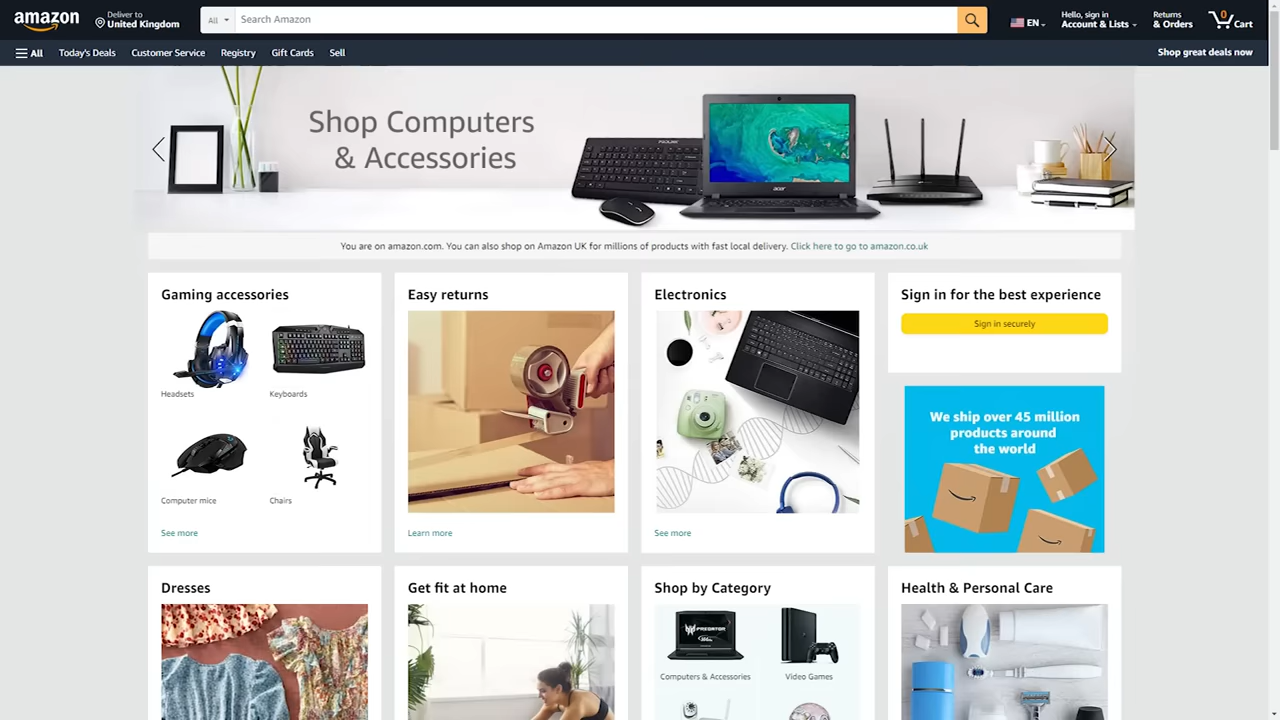 amazon
Deliver to
United Kingdom
All
Search Amazon
EN
Hello, sign in
Account & Lists
Returns
& Orders
0
Cart
All
Today's Deals
Customer Service
Registry
Gift Cards
Sell
Shop great deals now
Shop Computers
& Accessories
acer
You are on amazon.com. You can also shop on Amazon UK for millions of products with fast local delivery. Click here to go to amazon.co.uk
Gaming accessories
Headsets
Keyboards
Computer mice
Chairs
See more
Easy returns
Learn more
Electronics
See more
Sign in for the best experience
Sign in securely
We ship over 45 million
products around
the world
Dresses
Get fit at home
Shop by Category
PREDATOR
Computers & Accessories
Video Games
Health & Personal Care